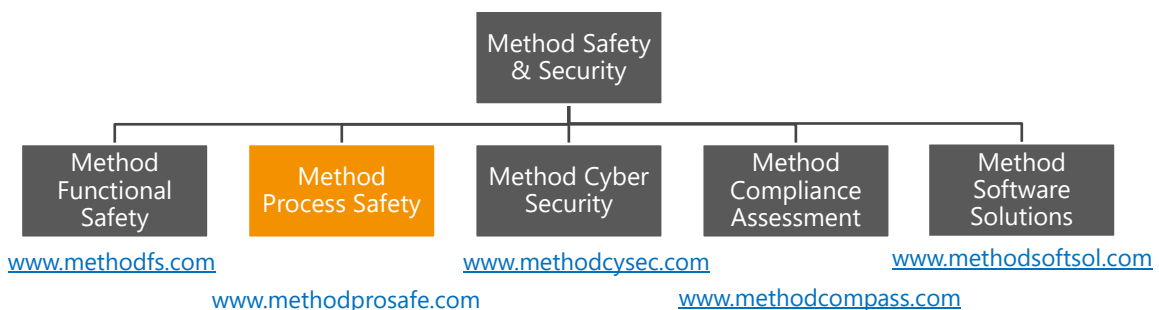 Method Safety
& Security
Method
Functional
Safety
Method
Process Safety
Method Cyber
Security
Method
Compliance
Assessment
Method
Software
Solutions
www.methodfs.com
www.methodprosafe.com
www.methodcysec.com
www.methodcompass.com
www.methodsoftsol.com